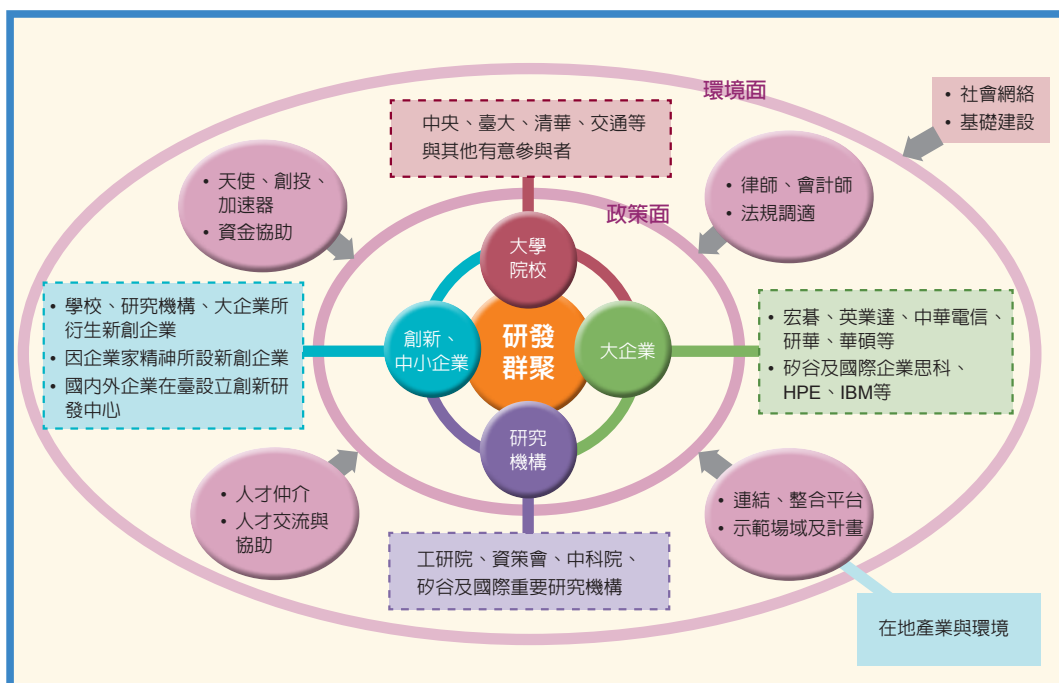 環境面
• 社會網絡
• 基礎建設
中央、臺大、清華、交通等
與其他有意參與者
• 天使、創投、
加速器
• 資金協助
• 律師、會計師
• 法規調適
政策面
大學
院校
• 學校、研究機構、大企業所
衍生新創企業
• 因企業家精神所設新創企業
• 國內外企業在臺設立創新研
發中心
創新、
中小企業
研發
群聚
大企業
• 宏碁、英業達、中華電信、
研華、華碩等
• 矽谷及國際企業思科、
HPE、IBM等
研究
機構
• 人才仲介
• 人才交流與
協助
工研院、資策會、中科院、
矽谷及國際重要研究機構
• 連結、整合平台
• 示範場域及計畫
在地產業與環境